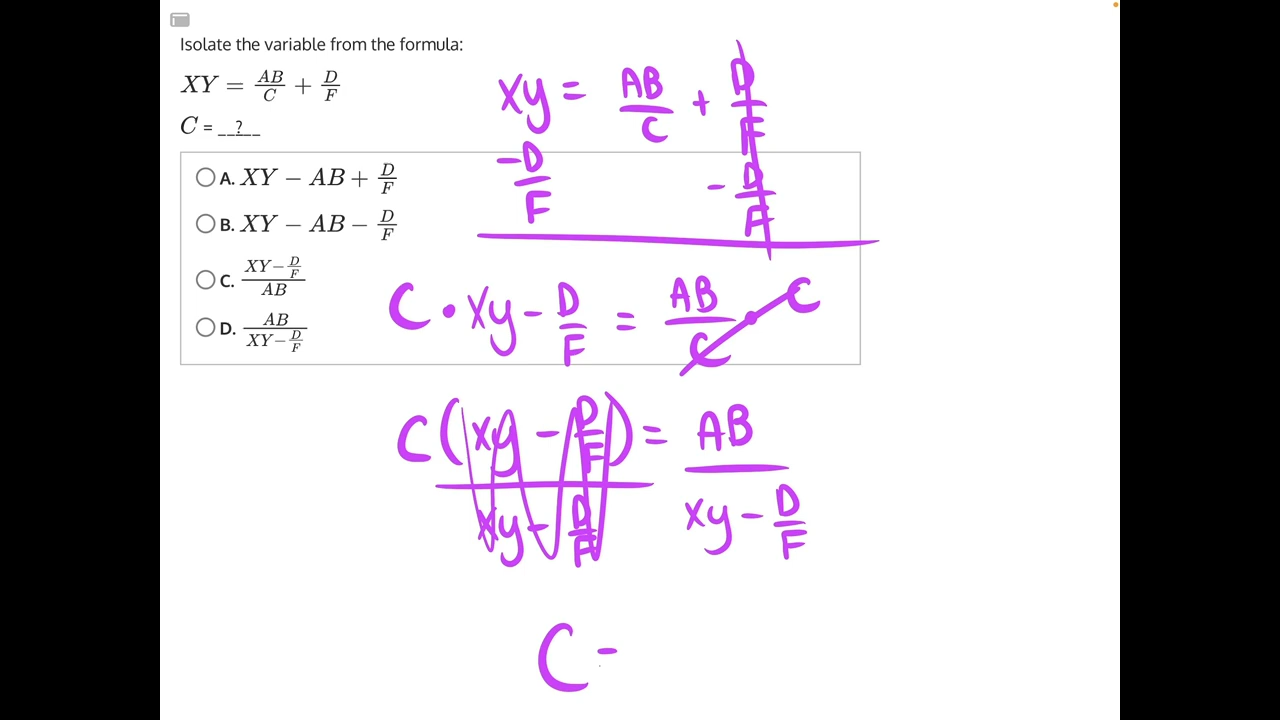 Isolate the variable from the formula:
XY = AB/C + D/F
C = __?__
A. XY − AB + D/F
B. XY − AB − D/F
C. (XY − D/F)/AB
D. AB/(XY − D/F)
xy = AB/C + D/F
− D/F − D/F
C • xy − D/F = AB/C • C
C(xy − D/F)/(xy − D/F) = AB/(xy − D/F)
C -